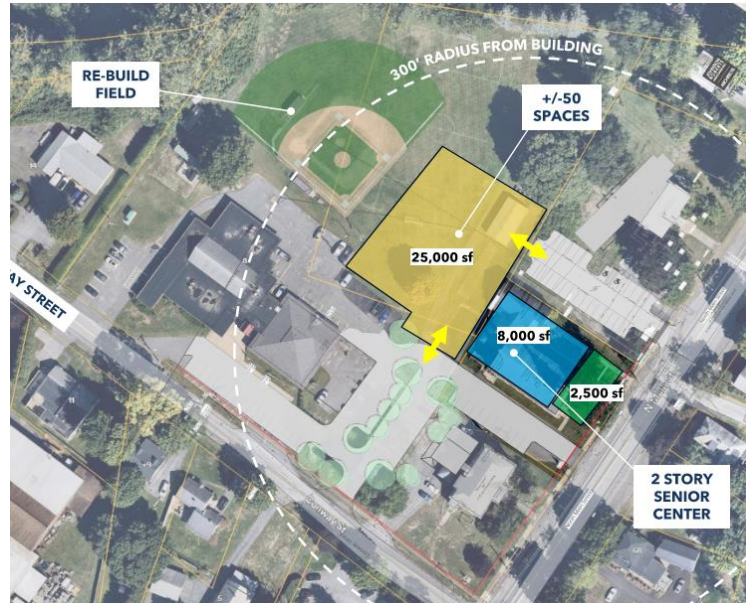 300' RADIUS FROM BUILDING
RE-BUILD
FIELD
+/-50
SPACES
25,000 sf
AY STREET
8,000 sf
2,500 sf
2 STORY
SENIOR
CENTER